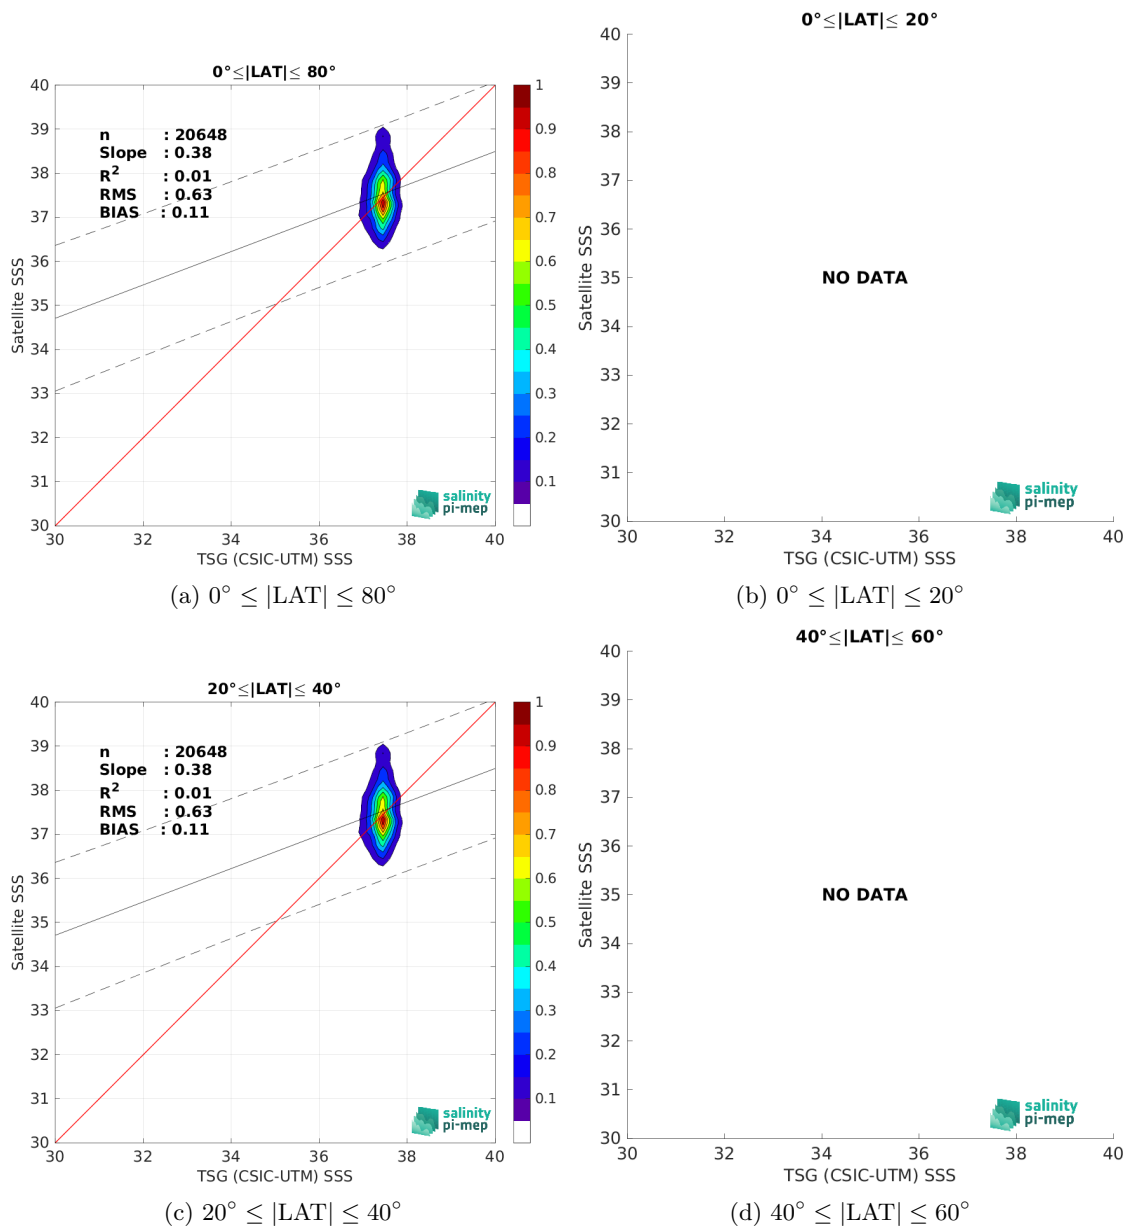 0°≤|LAT|≤ 80°
40
39
38
37
36
35
34
33
32
31
30
Satellite SSS
n : 20648
Slope : 0.38
R² : 0.01
RMS : 0.63
BIAS : 0.11
30 32 34 36 38 40
TSG (CSIC-UTM) SSS
salinity
pi-mep
1
0.9
0.8
0.7
0.6
0.5
0.4
0.3
0.2
0.1
(a) 0° ≤ |LAT| ≤ 80°
0°≤|LAT|≤ 20°
40
39
38
37
36
35
34
33
32
31
30
Satellite SSS
NO DATA
30 32 34 36 38 40
TSG (CSIC-UTM) SSS
salinity
pi-mep
(b) 0° ≤ |LAT| ≤ 20°
20°≤|LAT|≤ 40°
40
39
38
37
36
35
34
33
32
31
30
Satellite SSS
n : 20648
Slope : 0.38
R² : 0.01
RMS : 0.63
BIAS : 0.11
30 32 34 36 38 40
TSG (CSIC-UTM) SSS
salinity
pi-mep
1
0.9
0.8
0.7
0.6
0.5
0.4
0.3
0.2
0.1
(c) 20° ≤ |LAT| ≤ 40°
40°≤|LAT|≤ 60°
40
39
38
37
36
35
34
33
32
31
30
Satellite SSS
NO DATA
30 32 34 36 38 40
TSG (CSIC-UTM) SSS
salinity
pi-mep
(d) 40° ≤ |LAT| ≤ 60°